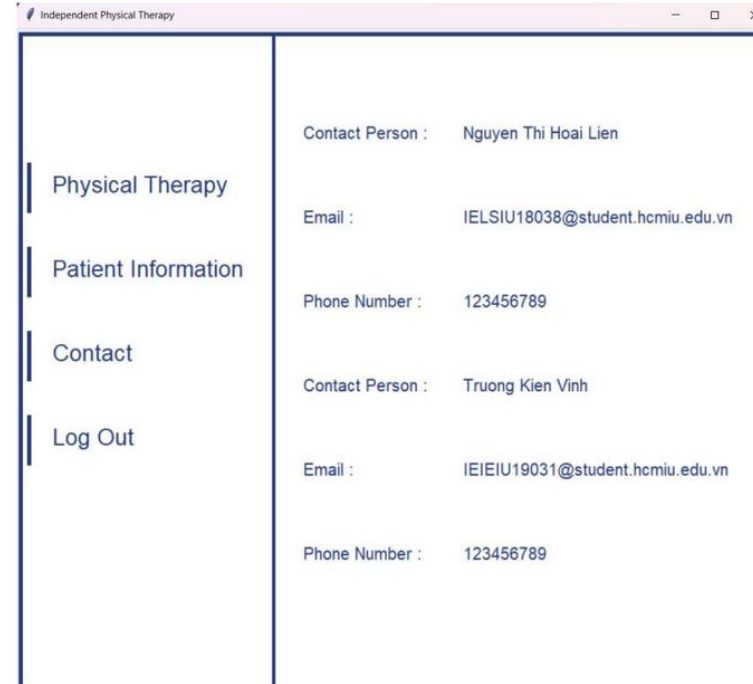 Independent Physical Therapy
Physical Therapy
Patient Information
Contact
Log Out
Contact Person : Nguyen Thi Hoai Lien
Email : IELSIU18038@student.hcmiu.edu.vn
Phone Number : 123456789
Contact Person : Truong Kien Vinh
Email : IEIEIU19031@student.hcmiu.edu.vn
Phone Number : 123456789